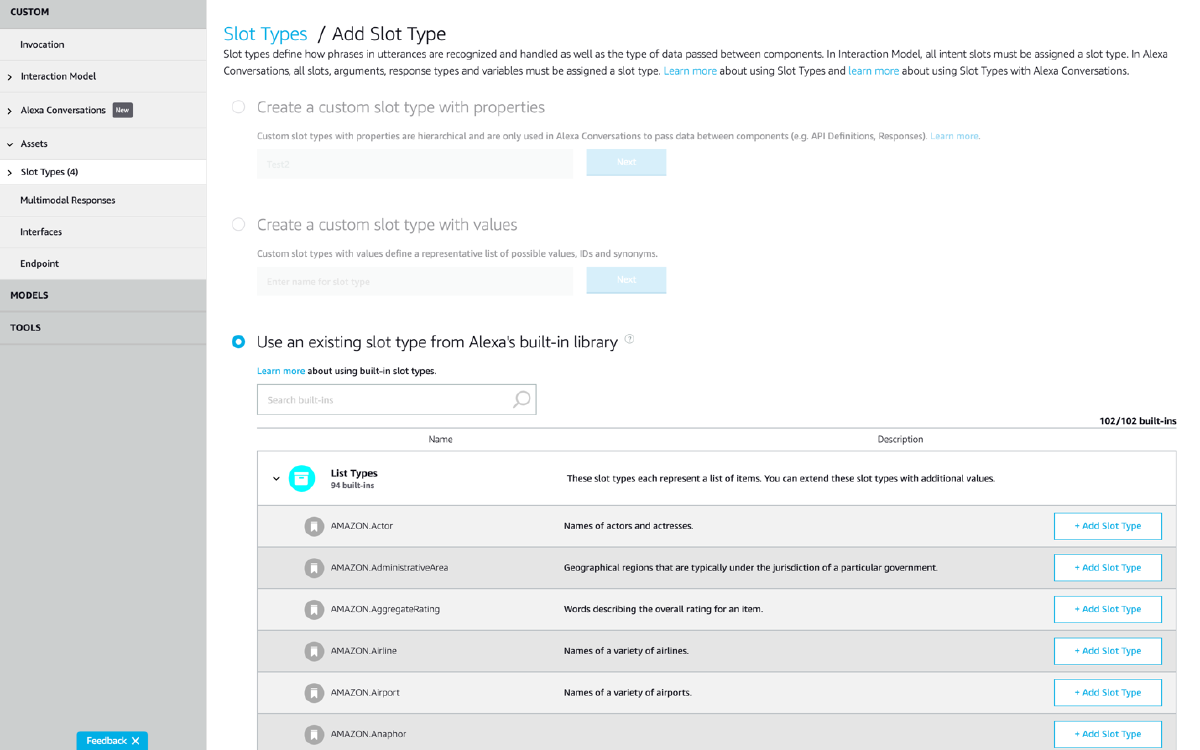 CUSTOM
Invocation
Interaction Model
Alexa Conversations New
Assets
Slot Types (4)
Multimodal Responses
Interfaces
Endpoint
MODELS
TOOLS
Feedback
Slot Types / Add Slot Type
Slot types define how phrases in utterances are recognized and handled as well as the type of data passed between components. In Interaction Model, all intent slots must be assigned a slot type. In Alexa
Conversations, all slots, arguments, response types and variables must be assigned a slot type. Learn more about using Slot Types and learn more about using Slot Types with Alexa Conversations.
Create a custom slot type with properties
Custom slot types with properties are hierarchical and are only used in Alexa Conversations to pass data between components (e.g. API Definitions, Responses). Learn more.
Test2 Next
Create a custom slot type with values
Custom slot types with values define a representative list of possible values, IDs and synonyms.
Enter name for slot type Next
Use an existing slot type from Alexa's built-in library ?
Learn more about using built-in slot types.
Search built-ins
102/102 built-ins
Name Description
List Types
94 built-ins
These slot types each represent a list of items. You can extend these slot types with additional values.
AMAZON.Actor Names of actors and actresses. + Add Slot Type
AMAZON.AdministrativeArea Geographical regions that are typically under the jurisdiction of a particular government. + Add Slot Type
AMAZON.AggregateRating Words describing the overall rating for an item. + Add Slot Type
AMAZON.Airline Names of a variety of airlines. + Add Slot Type
AMAZON.Airport Names of a variety of airports. + Add Slot Type
AMAZON.Anaphor + Add Slot Type